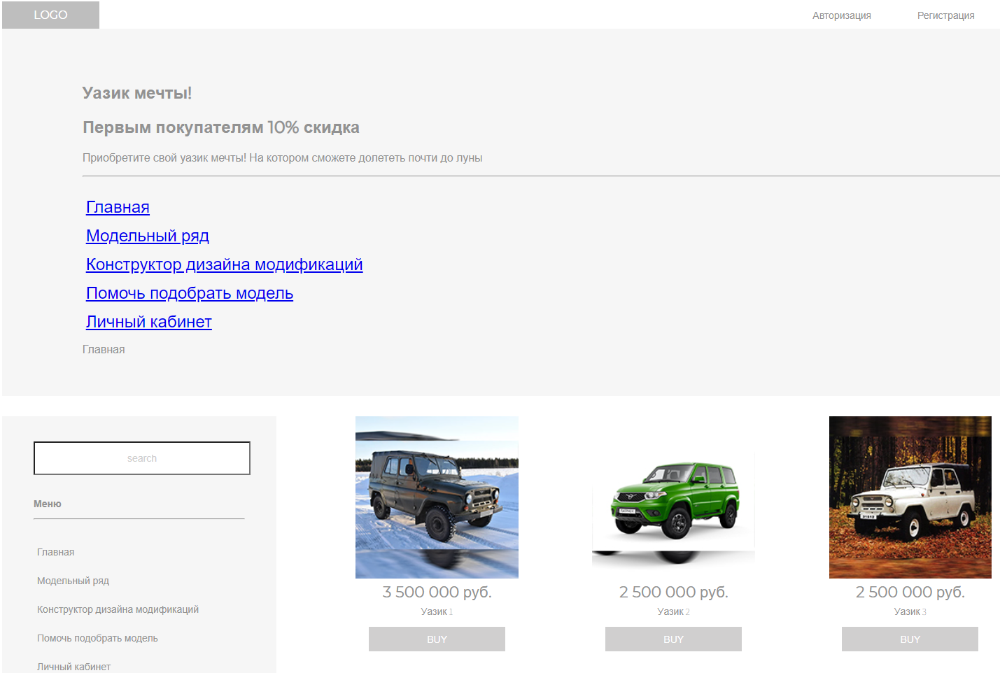 LOGO
Авторизация
Регистрация
Уазик мечты!
Первым покупателям 10% скидка
Приобретите свой уазик мечты! На котором сможете долететь почти до луны
Главная
Модельный ряд
Конструктор дизайна модификаций
Помочь подобрать модель
Личный кабинет
Главная
search
Меню
Главная
Модельный ряд
Конструктор дизайна модификаций
Помочь подобрать модель
Личный кабинет
3 500 000 руб.
Уазик 1
BUY
2 500 000 руб.
Уазик 2
BUY
2 500 000 руб.
Уазик 3
BUY